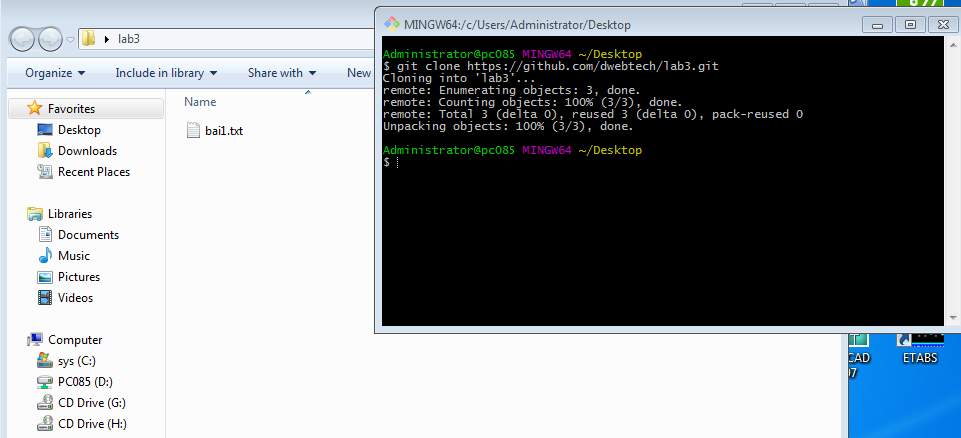 lab3
Organize
Include in library
Share with
New
Favorites
Desktop
Downloads
Recent Places
Libraries
Documents
Music
Pictures
Videos
Computer
sys (C:)
PC085 (D:)
CD Drive (G:)
CD Drive (H:)
Name
bai1.txt
MINGW64:/c/Users/Administrator/Desktop
Administrator@pc085 MINGW64 ~/Desktop
$ git clone https://github.com/dwebtech/lab3.git
Cloning into 'lab3'...
remote: Enumerating objects: 3, done.
remote: Counting objects: 100% (3/3), done.
remote: Total 3 (delta 0), reused 3 (delta 0), pack-reused 0
Unpacking objects: 100% (3/3), done.
Administrator@pc085 MINGW64 ~/Desktop
$
CAD
07
ETABS